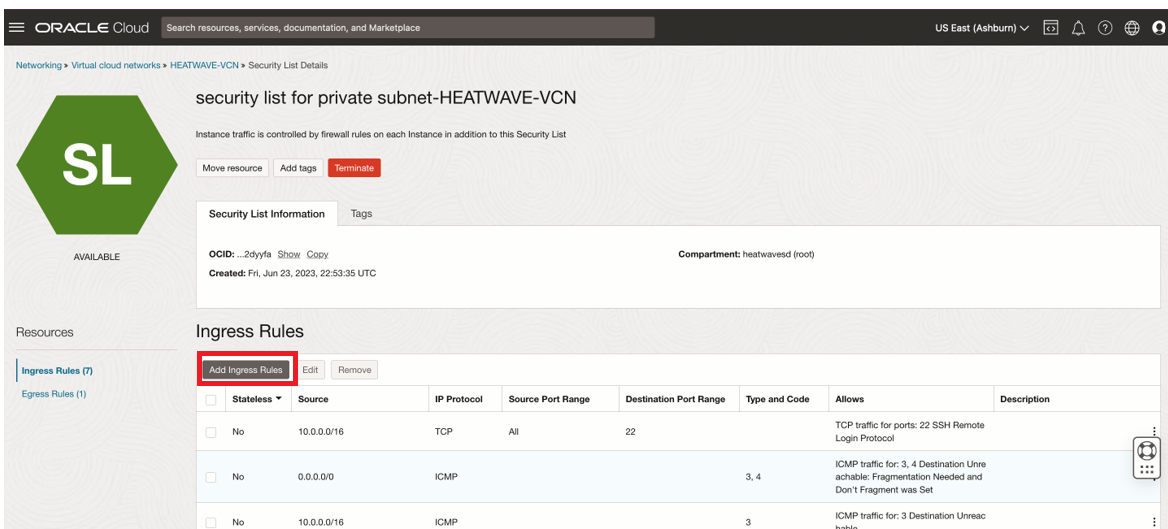 ORACLE Cloud
Search resources, services, documentation, and Marketplace
US East (Ashburn)
Networking » Virtual cloud networks » HEATWAVE-VCN » Security List Details
SL
AVAILABLE
security list for private subnet-HEATWAVE-VCN
Instance traffic is controlled by firewall rules on each Instance in addition to this Security List
Move resource Add tags Terminate
Security List Information Tags
OCID: ...2dyyfa Show Copy
Compartment: heatwavesd (root)
Created: Fri, Jun 23, 2023, 22:53:35 UTC
Resources
Ingress Rules (7)
Egress Rules (1)
Ingress Rules
Add Ingress Rules Edit Remove
Stateless Source IP Protocol Source Port Range Destination Port Range Type and Code Allows Description
No 10.0.0.0/16 TCP All 22 TCP traffic for ports: 22 SSH Remote
Login Protocol
No 0.0.0.0/0 ICMP 3, 4 ICMP traffic for: 3, 4 Destination Unre
achable: Fragmentation Needed and
Don't Fragment was Set
No 10.0.0.0/16 ICMP 3 ICMP traffic for: 3 Destination Unreac
hable